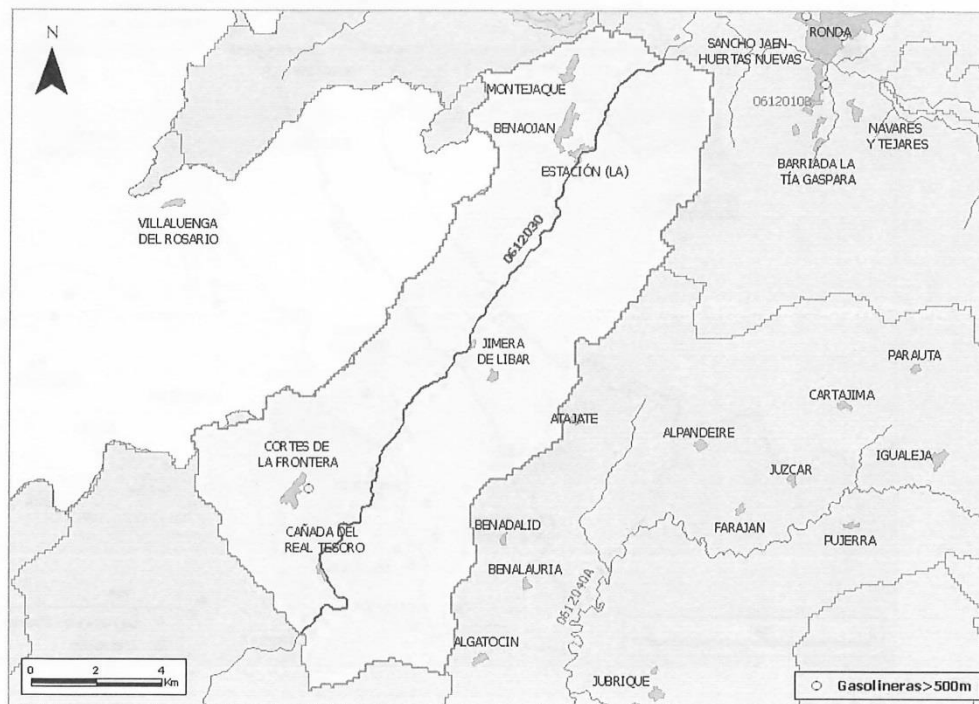 N
RONDA
SANCHO JAEN-
HUERTAS NUEVAS
MONTEJAQUE
0612010B
BENAOJAN
NAVARES
Y TEJARES
ESTACIÓN (LA)
BARRIADA LA
TÍA GASPARA
VILLALUENGA
DEL ROSARIO
0612030
JIMERA
DE LIBAR
PARAUTA
CARTAJIMA
ATAJATE
ALPANDEIRE
CORTES DE
LA FRONTERA
IGUALEJA
JUZCAR
FARAJAN
PUJERRA
CAÑADA DEL
REAL TESORO
BENADALID
BENALAURIA
0612040A
ALGATOCIN
JUBRIQUE
0 2 4
Km
Gasolineras>500m